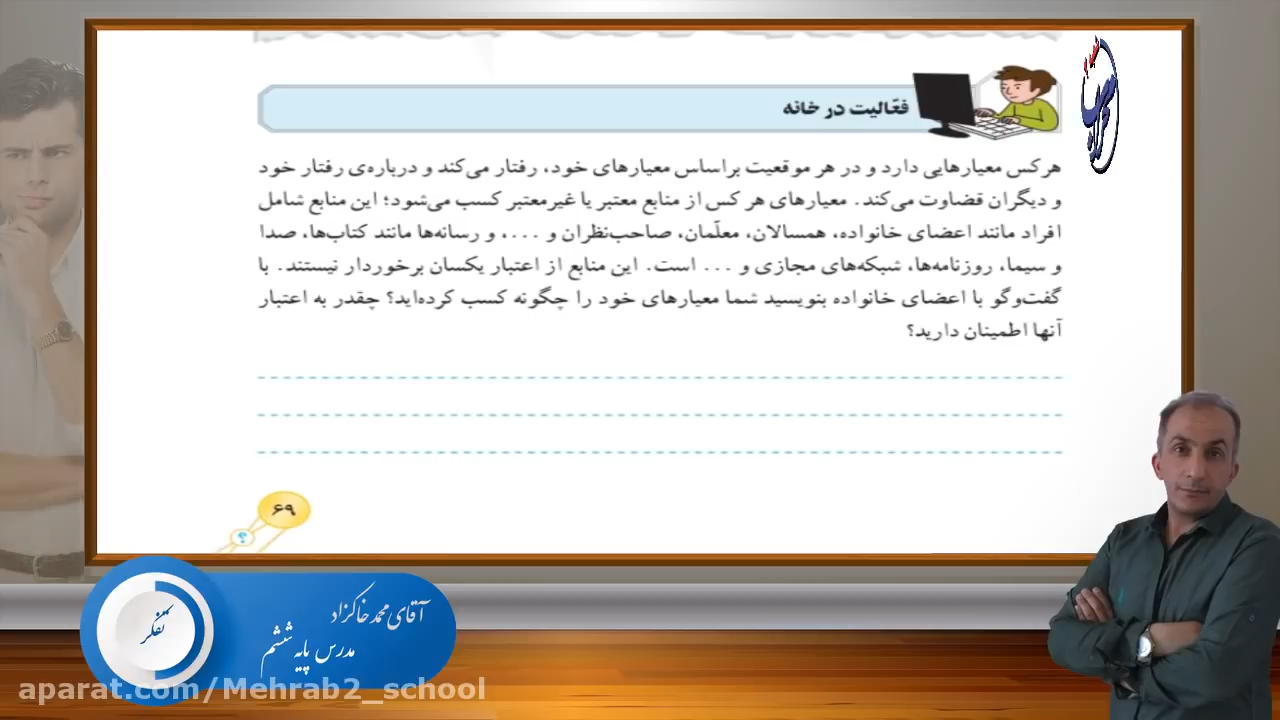 فعّالیت در خانه
هرکس معیارهایی دارد و در هر موقعیت براساس معیارهای خود، رفتار می‌کند و درباره‌ی رفتار خود
و دیگران قضاوت می‌کند. معیارهای هر کس از منابع معتبر یا غیرمعتبر کسب می‌شود؛ این منابع شامل
افراد مانند اعضای خانواده، همسالان، معلّمان، صاحب‌نظران و ...، و رسانه‌ها مانند کتاب‌ها، صدا
و سیما، روزنامه‌ها، شبکه‌های مجازی و ... است. این منابع از اعتبار یکسان برخوردار نیستند. با
گفت‌وگو با اعضای خانواده بنویسید شما معیارهای خود را چگونه کسب کرده‌اید؟ چقدر به اعتبار
آنها اطمینان دارید؟
۶۹
؟
آقای محمد خاکزاد
مدرس پایه ششم
تفکر
aparat.com/Mehrab2_school